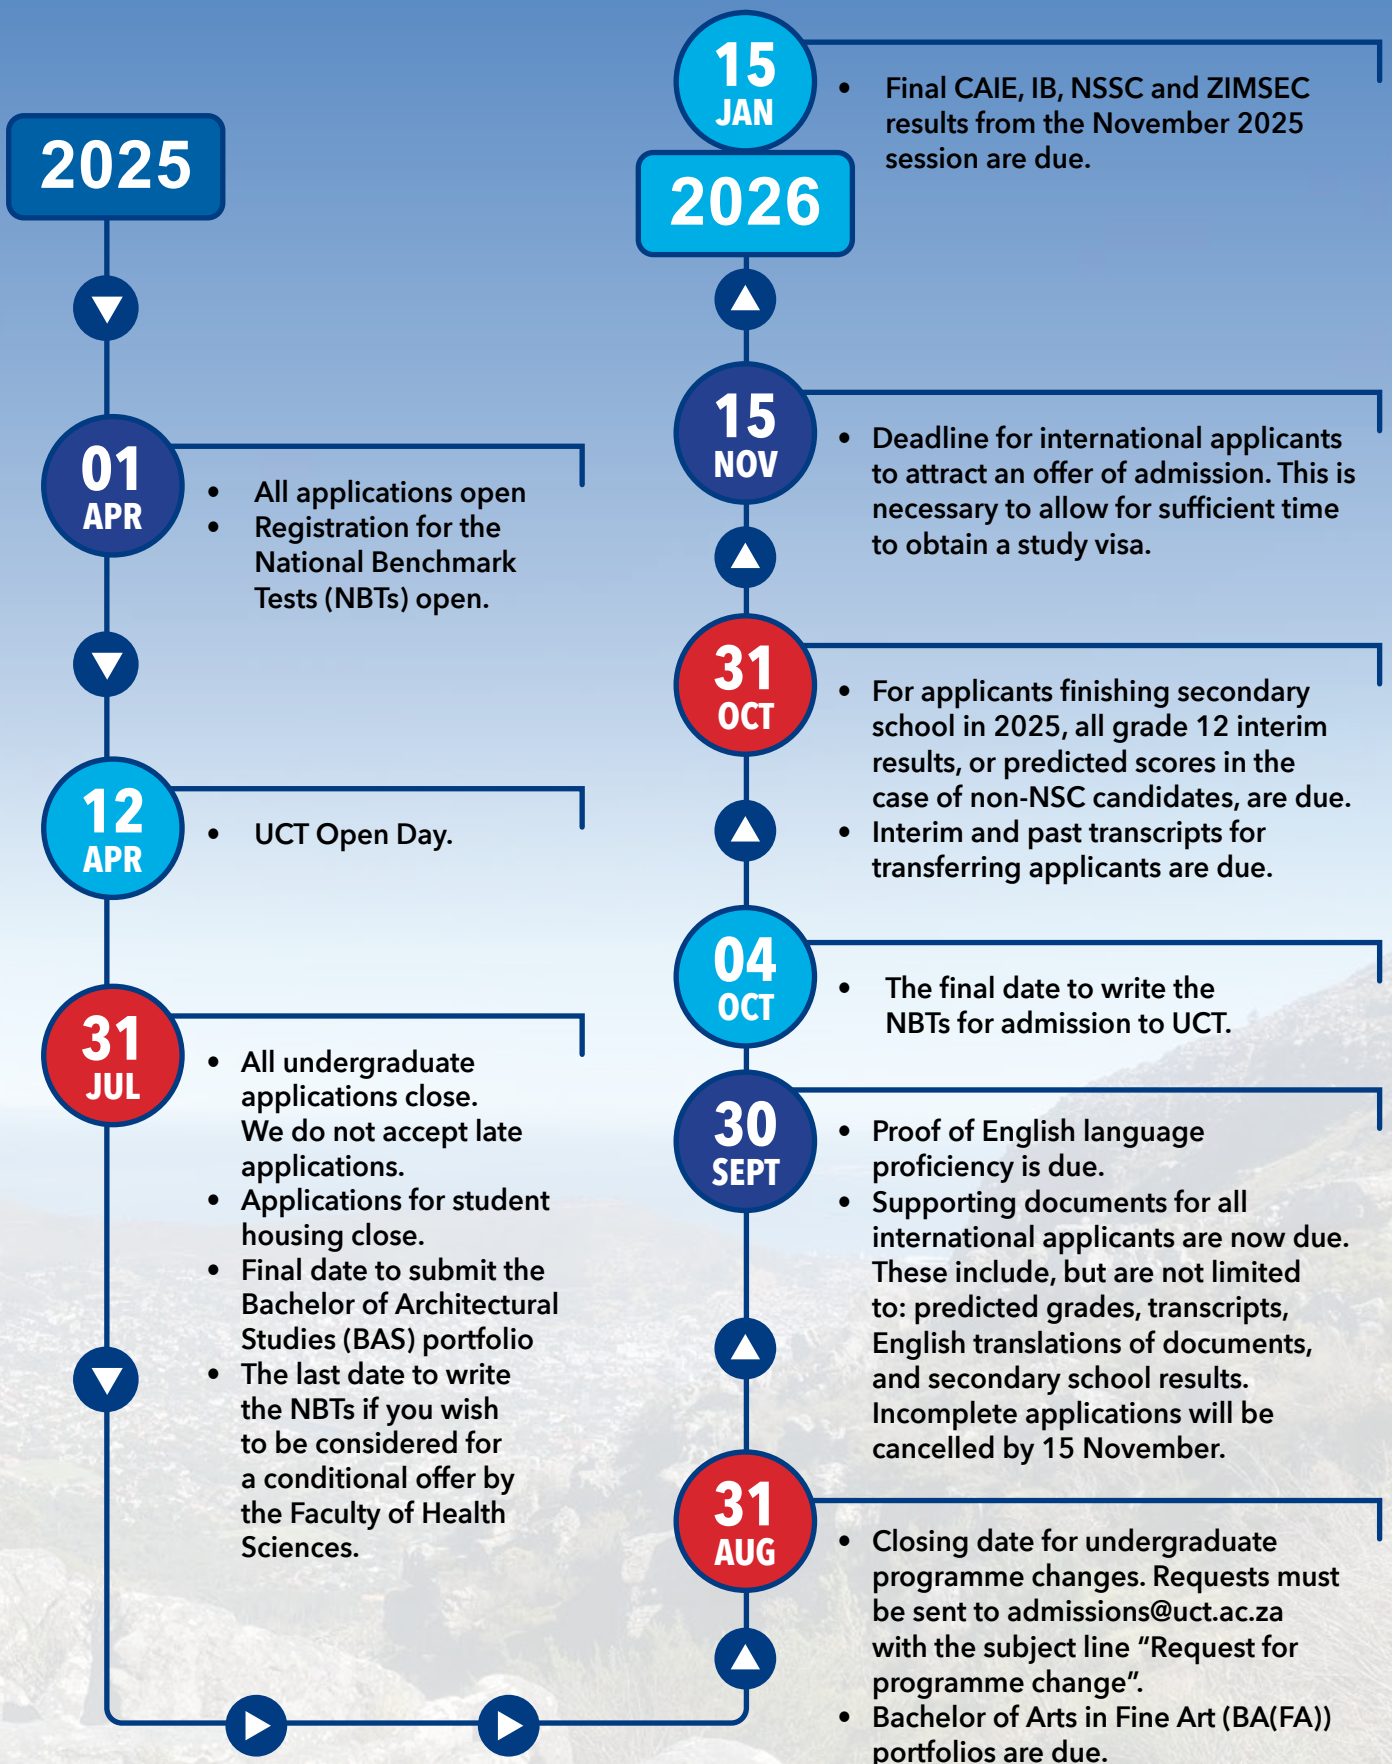 2025
01
APR
• All applications open
• Registration for the
National Benchmark
Tests (NBTs) open.
12
APR
• UCT Open Day.
31
JUL
• All undergraduate
applications close.
We do not accept late
applications.
• Applications for student
housing close.
• Final date to submit the
Bachelor of Architectural
Studies (BAS) portfolio
• The last date to write
the NBTs if you wish
to be considered for
a conditional offer by
the Faculty of Health
Sciences.
31
AUG
• Closing date for undergraduate
programme changes. Requests must
be sent to admissions@uct.ac.za
with the subject line "Request for
programme change".
• Bachelor of Arts in Fine Art (BA(FA))
portfolios are due.
30
SEPT
• Proof of English language
proficiency is due.
• Supporting documents for all
international applicants are now due.
These include, but are not limited
to: predicted grades, transcripts,
English translations of documents,
and secondary school results.
Incomplete applications will be
cancelled by 15 November.
04
OCT
• The final date to write the
NBTs for admission to UCT.
31
OCT
• For applicants finishing secondary
school in 2025, all grade 12 interim
results, or predicted scores in the
case of non-NSC candidates, are due.
• Interim and past transcripts for
transferring applicants are due.
15
NOV
• Deadline for international applicants
to attract an offer of admission. This is
necessary to allow for sufficient time
to obtain a study visa.
2026
15
JAN
• Final CAIE, IB, NSSC and ZIMSEC
results from the November 2025
session are due.